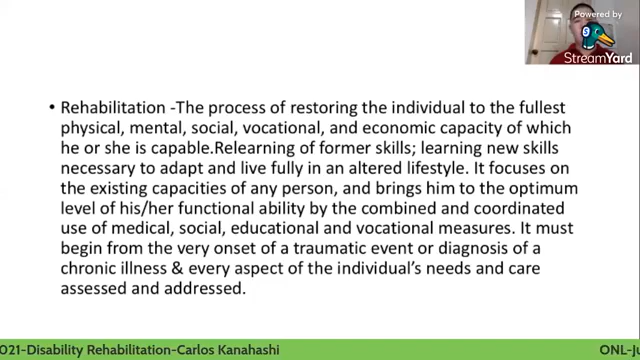 Powered by
StreamYard
• Rehabilitation -The process of restoring the individual to the fullest
physical, mental, social, vocational, and economic capacity of which
he or she is capable.Relearning of former skills; learning new skills
necessary to adapt and live fully in an altered lifestyle. It focuses on
the existing capacities of any person, and brings him to the optimum
level of his/her functional ability by the combined and coordinated
use of medical, social, educational and vocational measures. It must
begin from the very onset of a traumatic event or diagnosis of a
chronic illness & every aspect of the individual's needs and care
assessed and addressed.
021-Disability Rehabilitation-Carlos Kanahashi ONL-Ju